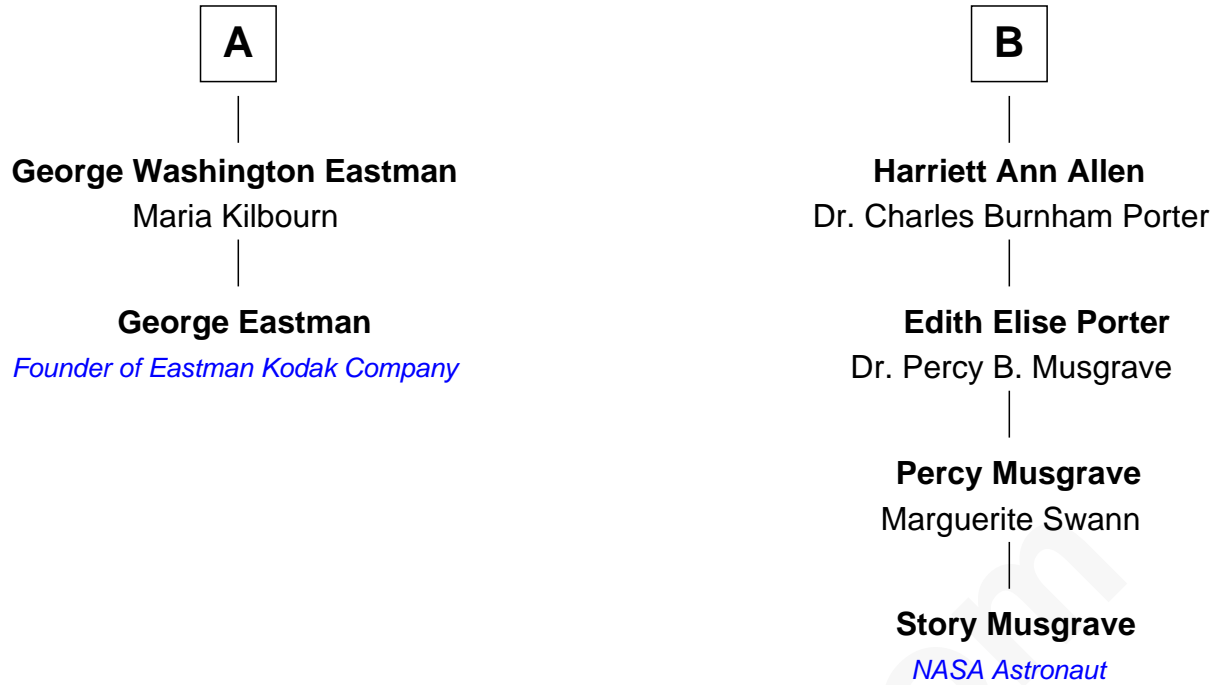 A
George Washington Eastman
Maria Kilbourn
George Eastman
Founder of Eastman Kodak Company
B
Harriett Ann Allen
Dr. Charles Burnham Porter
Edith Elise Porter
Dr. Percy B. Musgrave
Percy Musgrave
Marguerite Swann
Story Musgrave
NASA Astronaut